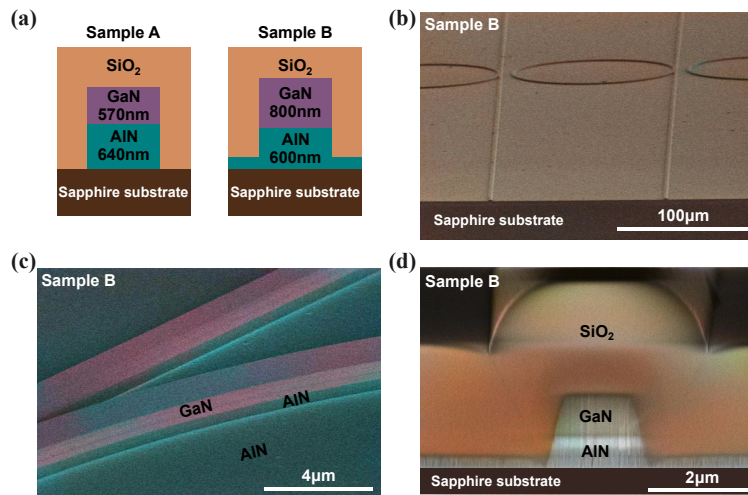 (a)
Sample A
Sample B
SiO₂
SiO₂
GaN
570nm
GaN
800nm
AlN
640nm
AlN
600nm
Sapphire substrate
Sapphire substrate
(b)
Sample B
Sapphire substrate
100µm
(c)
Sample B
GaN
AlN
AlN
4µm
(d)
Sample B
SiO₂
GaN
AlN
Sapphire substrate
2µm